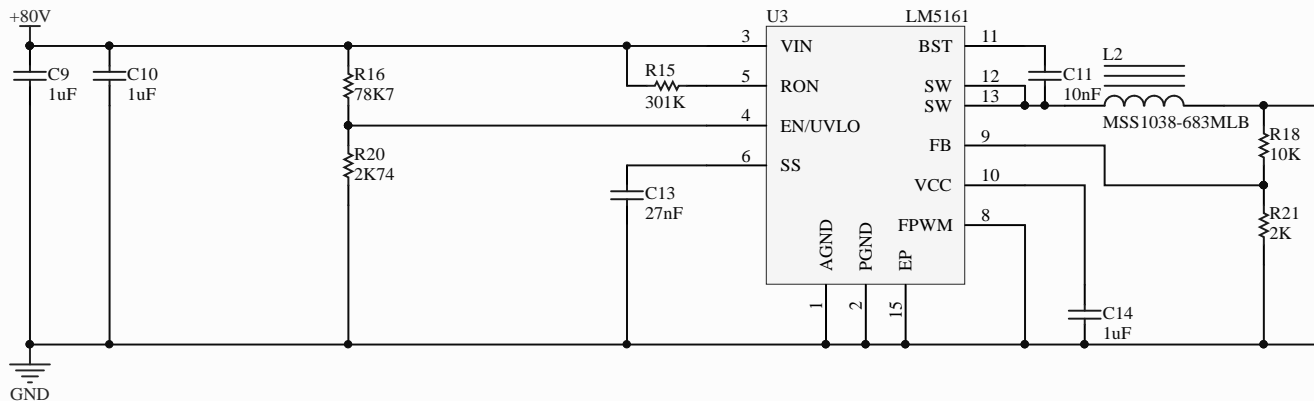 +80V
C9
1uF
C10
1uF
GND
R16
78K7
R20
2K74
R15
301K
C13
27nF
U3
LM5161
3
VIN
5
RON
4
EN/UVLO
6
SS
BST
11
SW
12
SW
13
FB
9
VCC
10
FPWM
8
AGND
1
PGND
2
EP
15
C11
10nF
L2
MSS1038-683MLB
R18
10K
R21
2K
C14
1uF